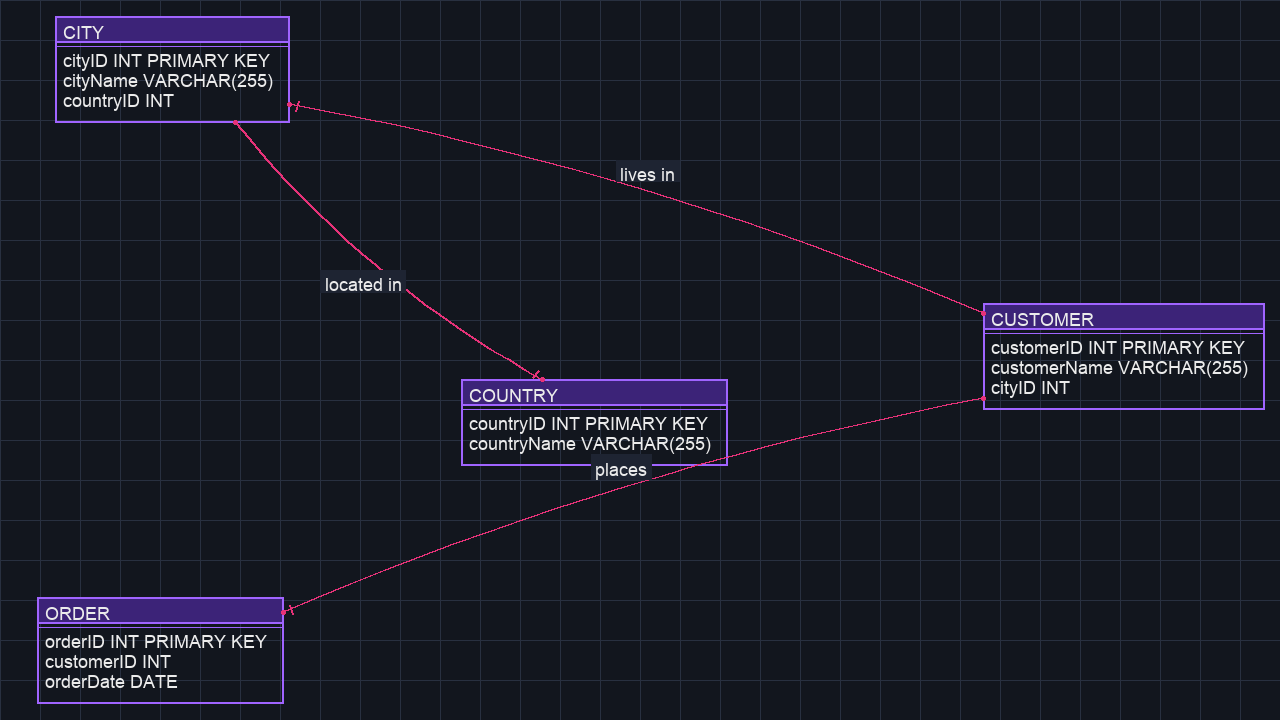 CITY
cityID INT PRIMARY KEY
cityName VARCHAR(255)
countryID INT
lives in
located in
CUSTOMER
customerID INT PRIMARY KEY
customerName VARCHAR(255)
cityID INT
COUNTRY
countryID INT PRIMARY KEY
countryName VARCHAR(255)
places
ORDER
orderID INT PRIMARY KEY
customerID INT
orderDate DATE